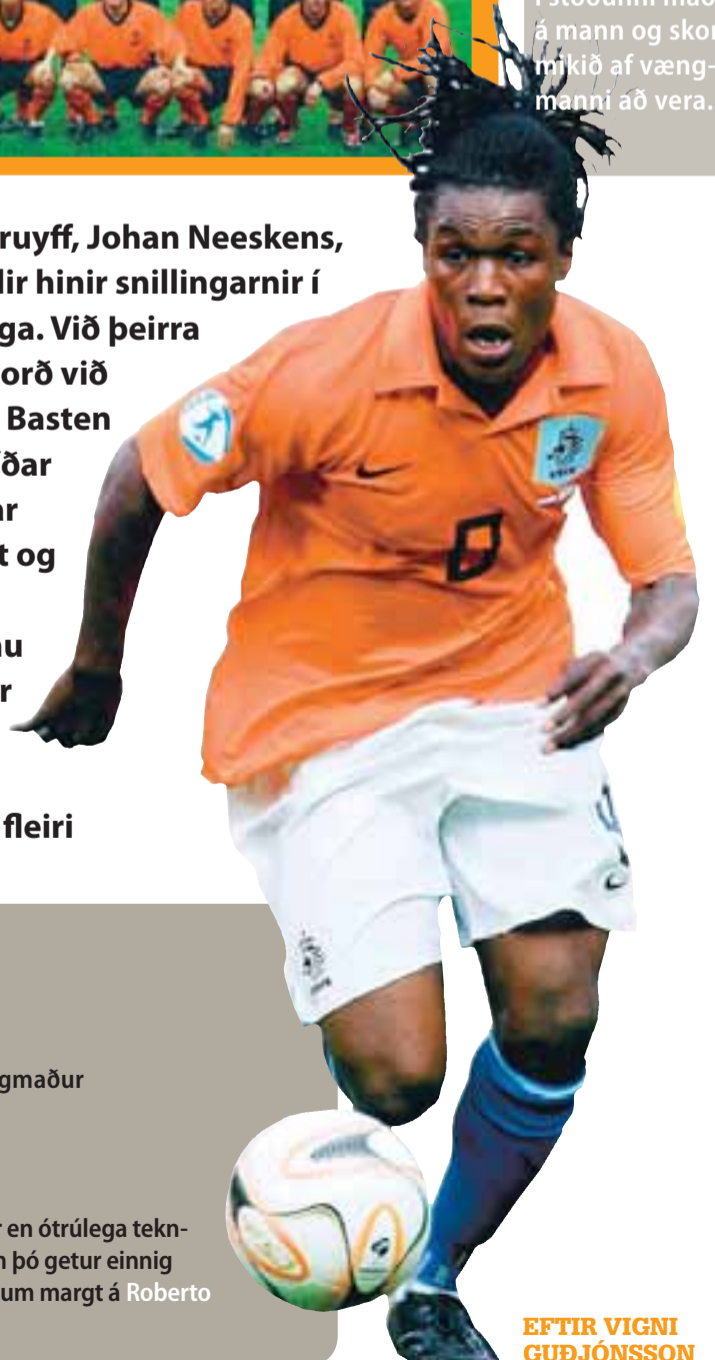 á mann og skor
mikið af væng-
manni að vera.
ruyff, Johan Neeskens,
lir hinir snillingarnir í
ga. Við þeirra
orð við
Basten
ðar
ar
t og
u
r
fleiri
gmaður
r en ótrúlega tekn-
n þó getur einnig
um margt á Roberto
EFTIR VIGNI
GUÐJÓNSSON